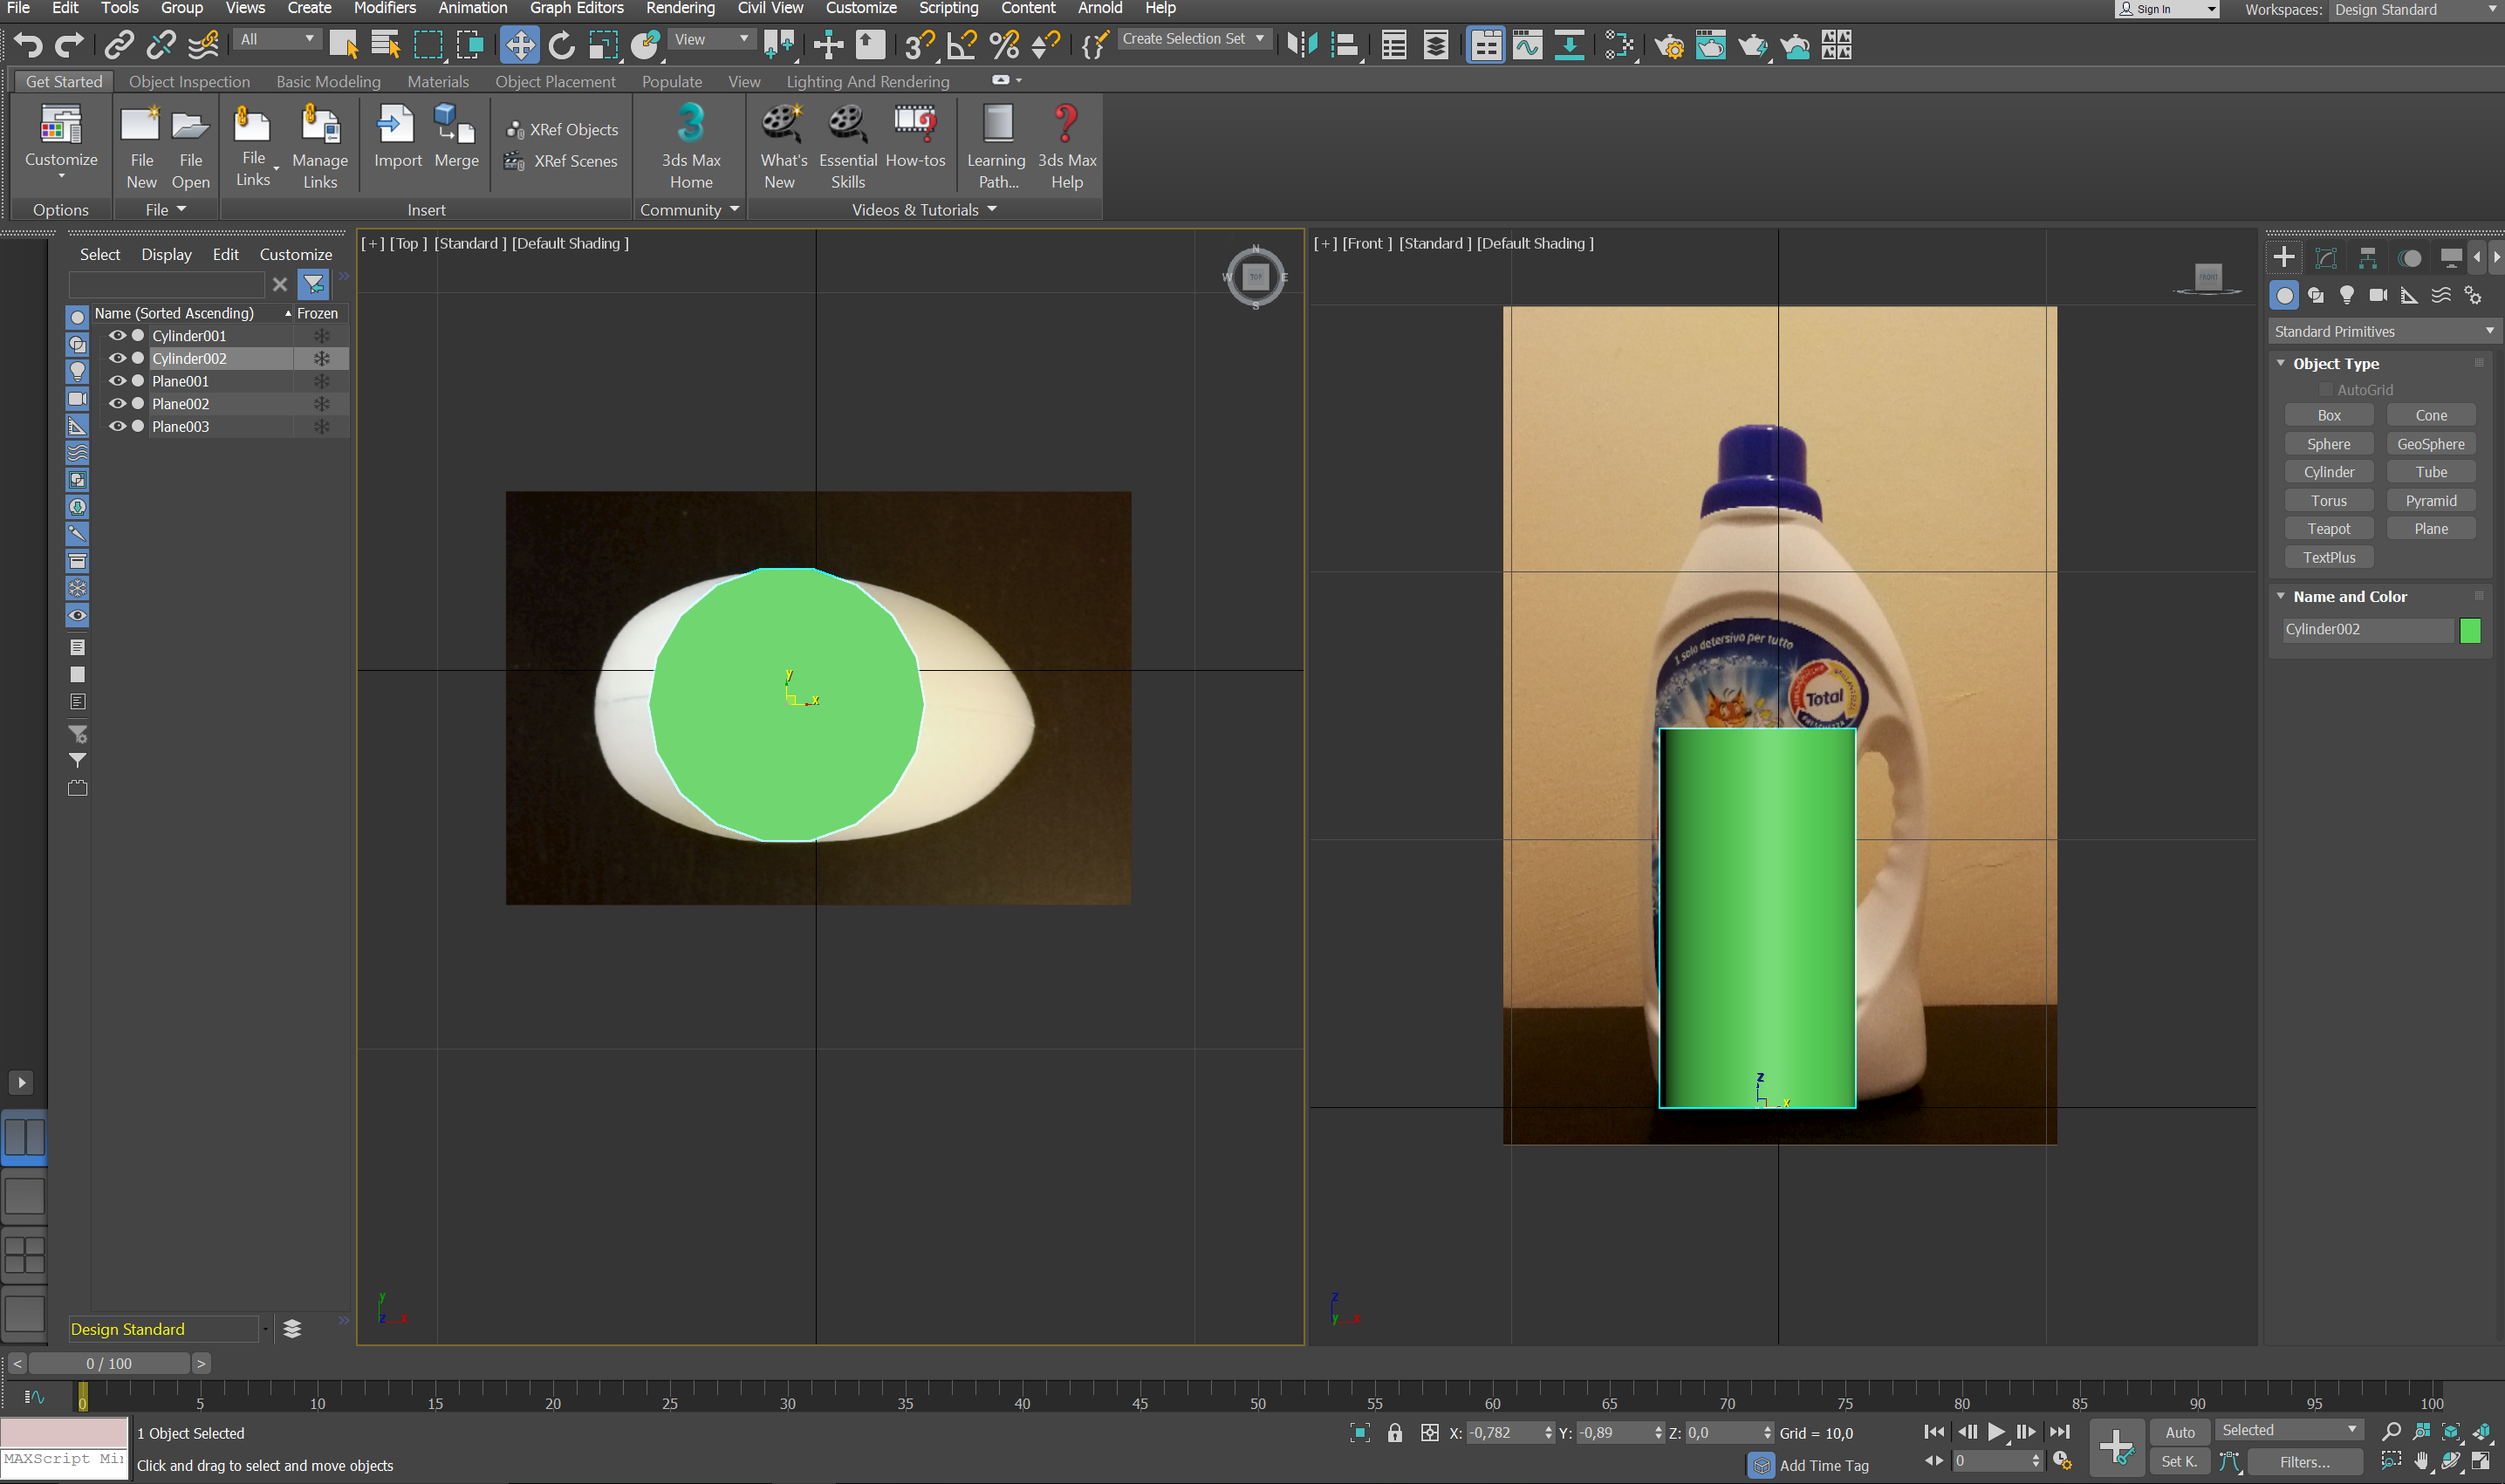 File Edit Tools Group Views Create Modifiers Animation Graph Editors Rendering Civil View Customize Scripting Content Arnold Help
Sign In
Workspaces: Design Standard
All
View
Create Selection Set
Get Started Object Inspection Basic Modeling Materials Object Placement Populate View Lighting And Rendering
Customize
File New
File Open
File Links
Manage Links
Import
Merge
XRef Objects
XRef Scenes
3ds Max Home
What's New
Essential Skills
How-tos
Learning Path...
3ds Max Help
Options
File
Insert
Community
Videos & Tutorials
Select Display Edit Customize
Name (Sorted Ascending) Frozen
Cylinder001
Cylinder002
Plane001
Plane002
Plane003
Design Standard
[+] [Top ] [Standard ] [Default Shading ]
N
W TOP E
S
y
x
y
z x
[+] [Front ] [Standard ] [Default Shading ]
FRONT
1 solo detersivo per tutto
Total
z
x
z
y x
Standard Primitives
Object Type
AutoGrid
Box Cone
Sphere GeoSphere
Cylinder Tube
Torus Pyramid
Teapot Plane
TextPlus
Name and Color
Cylinder002
< 0 / 100 >
0 5 10 15 20 25 30 35 40 45 50 55 60 65 70 75 80 85 90 95 100
MAXScript Mi
1 Object Selected
Click and drag to select and move objects
X: -0,782 Y: -0,89 Z: 0,0 Grid = 10,0
Add Time Tag
0
Auto
Selected
Set K.
Filters...